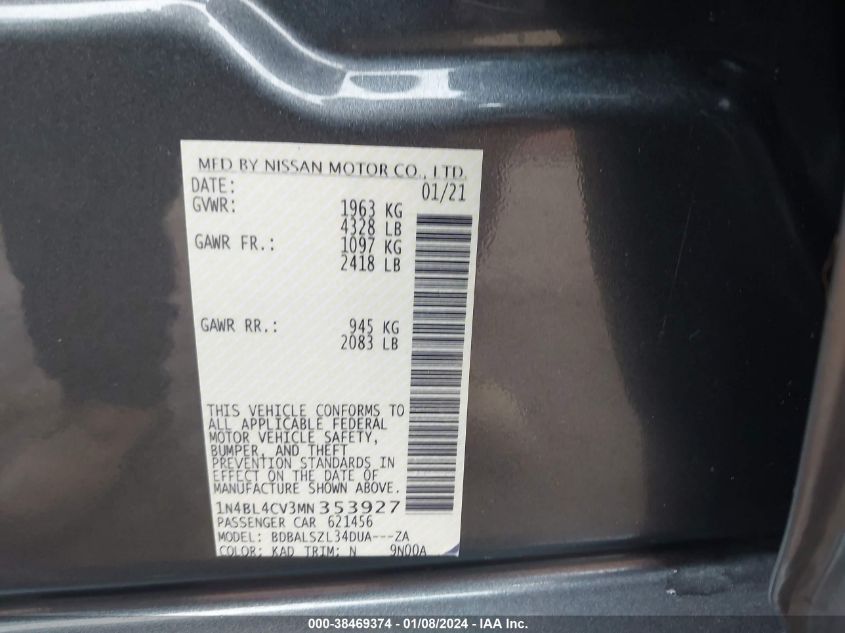 MFD BY NISSAN MOTOR CO., LTD.
DATE: 01/21
GVWR: 1963 KG
4328 LB
GAWR FR.: 1097 KG
2418 LB
GAWR RR.: 945 KG
2083 LB
THIS VEHICLE CONFORMS TO
ALL APPLICABLE FEDERAL
MOTOR VEHICLE SAFETY,
BUMPER, AND THEFT
PREVENTION STANDARDS IN
EFFECT ON THE DATE OF
MANUFACTURE SHOWN ABOVE.
1N4BL4CV3MN353927
PASSENGER CAR 621456
MODEL: BDBALSZL34DUA---ZA
COLOR: KAD TRIM: N 9N00A
000-38469374 - 01/08/2024 - IAA Inc.